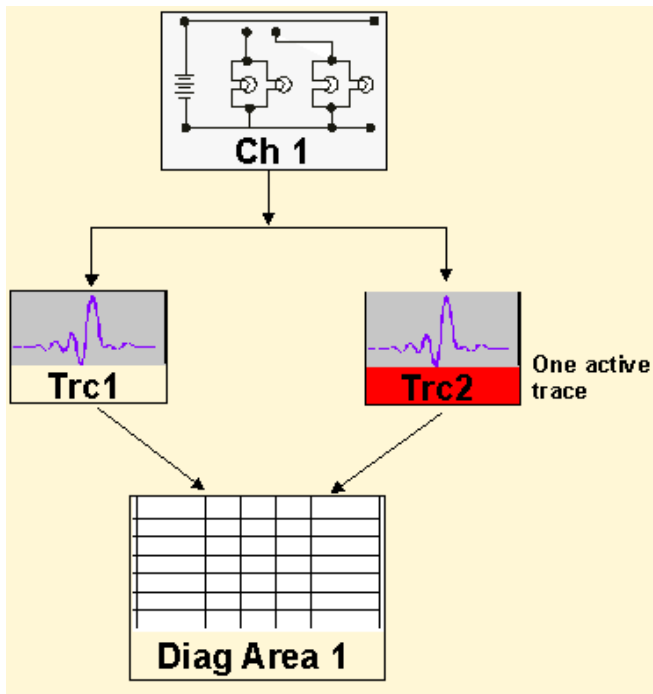 Ch 1
Trc1
Trc2
One active
trace
Diag Area 1